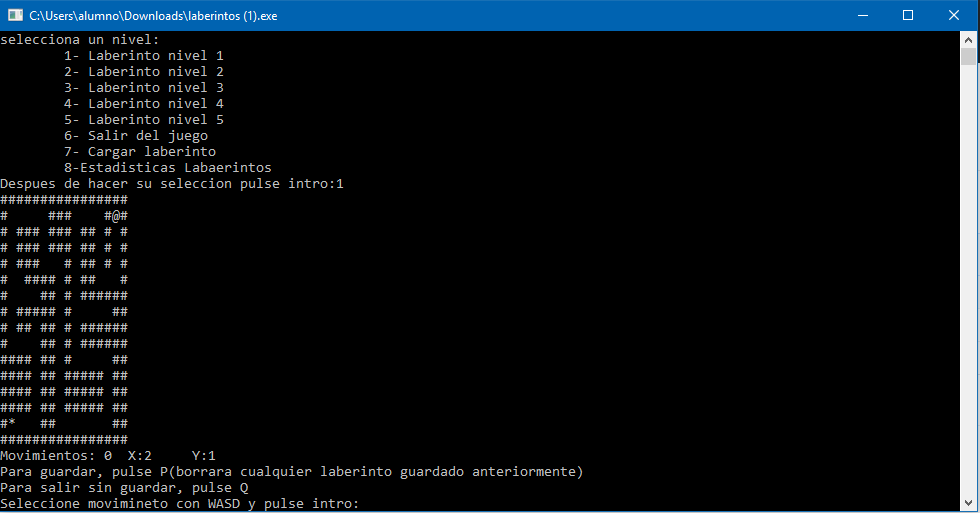 C:\Users\alumno\Downloads\laberintos (1).exe
selecciona un nivel:
        1- Laberinto nivel 1
        2- Laberinto nivel 2
        3- Laberinto nivel 3
        4- Laberinto nivel 4
        5- Laberinto nivel 5
        6- Salir del juego
        7- Cargar laberinto
        8-Estadisticas Labaerintos
Despues de hacer su seleccion pulse intro:1
################
#     ###    #@#
# ### ### ## # #
# ### ### ## # #
# ###   # ## # #
#  #### # ##   #
#    ## # ######
# ##### #     ##
# ## ## # ######
#    ## # ######
#### ## #     ##
#### ## ##### ##
#### ## ##### ##
#### ## ##### ##
#*   ##       ##
################
Movimientos: 0  X:2     Y:1
Para guardar, pulse P(borrara cualquier laberinto guardado anteriormente)
Para salir sin guardar, pulse Q
Seleccione movimineto con WASD y pulse intro: